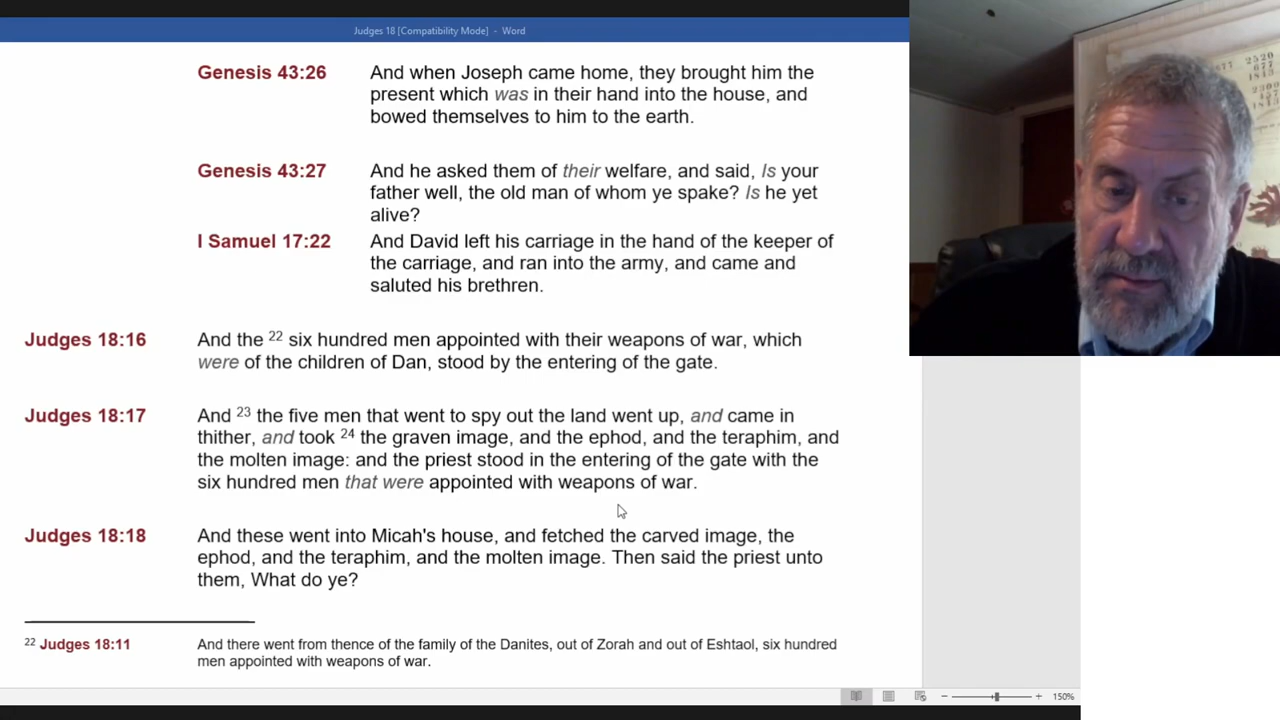 Judges 18 [Compatibility Mode] - Word
Genesis 43:26 And when Joseph came home, they brought him the
present which was in their hand into the house, and
bowed themselves to him to the earth.
Genesis 43:27 And he asked them of their welfare, and said, Is your
father well, the old man of whom ye spake? Is he yet
alive?
I Samuel 17:22 And David left his carriage in the hand of the keeper of
the carriage, and ran into the army, and came and
saluted his brethren.
Judges 18:16 And the 22 six hundred men appointed with their weapons of war, which
were of the children of Dan, stood by the entering of the gate.
Judges 18:17 And 23 the five men that went to spy out the land went up, and came in
thither, and took 24 the graven image, and the ephod, and the teraphim, and
the molten image: and the priest stood in the entering of the gate with the
six hundred men that were appointed with weapons of war.
Judges 18:18 And these went into Micah's house, and fetched the carved image, the
ephod, and the teraphim, and the molten image. Then said the priest unto
them, What do ye?
22 Judges 18:11 And there went from thence of the family of the Danites, out of Zorah and out of Eshtaol, six hundred
men appointed with weapons of war.
150%
677 2520
677
1843
2300
457
1843